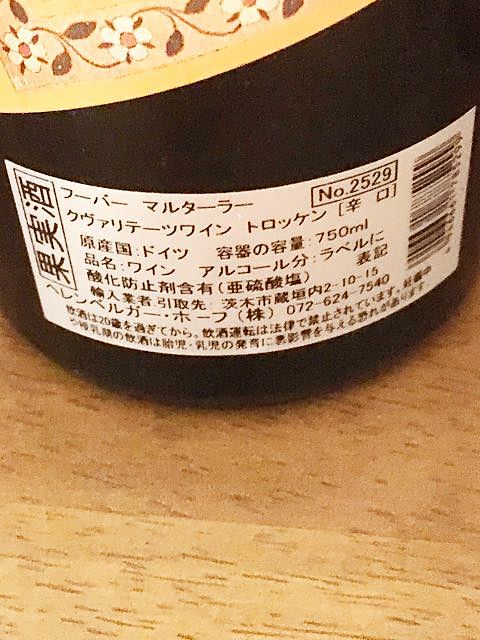 果実酒
No.2529
フーバー マルターラー
クヴァリテーツワイン トロッケン [辛 口]
原産国:ドイツ 容器の容量:750ml
品名:ワイン アルコール分:ラベルに表記
酸化防止剤含有(亜硫酸塩)
輸入業者・引取先:茨木市蔵垣内2-10-15
ヘレンベルガー・ホーフ(株) 072-624-7540
飲酒は20歳を過ぎてから。飲酒運転は法律で禁止されています。妊娠中
や授乳期の飲酒は胎児・乳児の発育に悪影響を与える恐れがあります